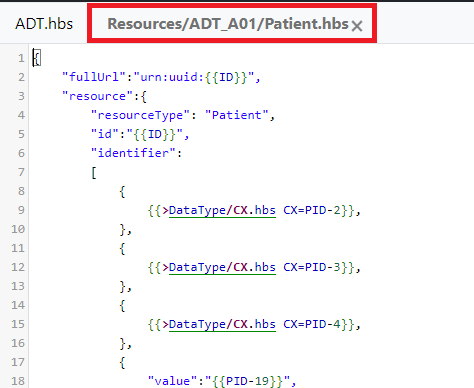 ADT.hbs Resources/ADT_A01/Patient.hbs ×
1 {
2 "fullUrl":"urn:uuid:{{ID}}",
3 "resource":{
4 "resourceType": "Patient",
5 "id":"{{ID}}",
6 "identifier":
7 [
8 {
9 {{>DataType/CX.hbs CX=PID-2}},
10 },
11 {
12 {{>DataType/CX.hbs CX=PID-3}},
13 },
14 {
15 {{>DataType/CX.hbs CX=PID-4}},
16 },
17 {
18 "value":"{{PID-19}}",